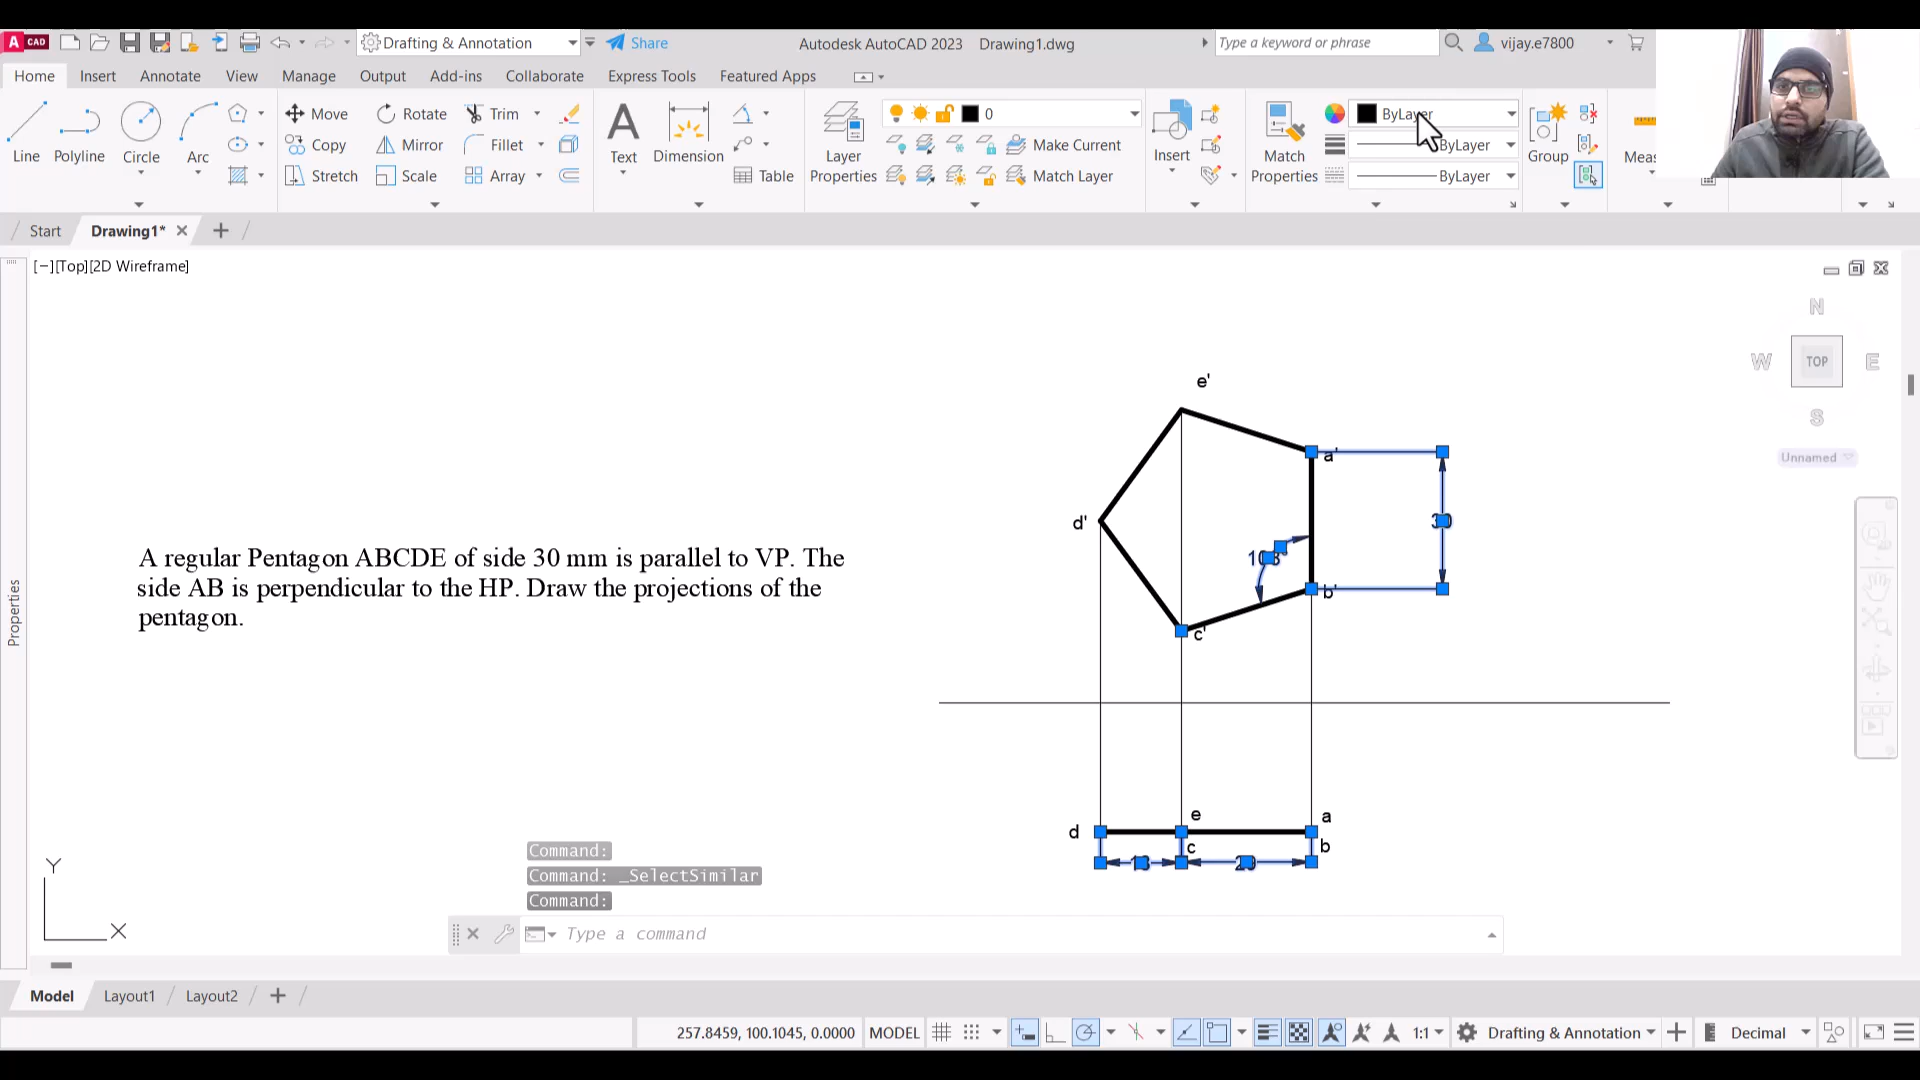 A CAD
Drafting & Annotation
Share
Autodesk AutoCAD 2023 Drawing1.dwg
Type a keyword or phrase
vijay.e7800
Home Insert Annotate View Manage Output Add-ins Collaborate Express Tools Featured Apps
Line Polyline Circle Arc
Move Rotate Trim
Copy Mirror Fillet
Stretch Scale Array
Text Dimension
Table
Layer Properties
0
Make Current
Match Layer
Insert
Match Properties
ByLayer
ByLayer
ByLayer
Group
Start Drawing1*
[−][Top][2D Wireframe]
N
W TOP E
S
Unnamed
Properties
A regular Pentagon ABCDE of side 30 mm is parallel to VP. The
side AB is perpendicular to the HP. Draw the projections of the
pentagon.
e'
a'
d'
30
b'
c'
e a
d
c b
Y
X
Command:
Command: _SelectSimilar
Command:
Type a command
Model Layout1 Layout2
257.8459, 100.1045, 0.0000 MODEL 1:1 Drafting & Annotation Decimal